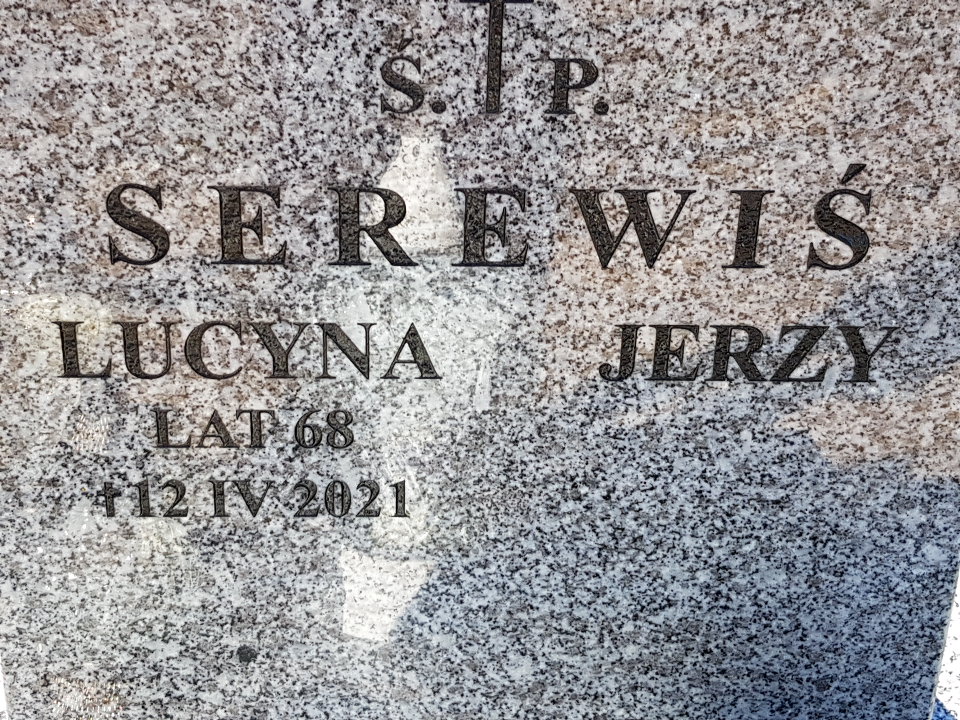 Ś. P.
SEREWIŚ
LUCYNA JERZY
LAT 68
†12 IV 2021